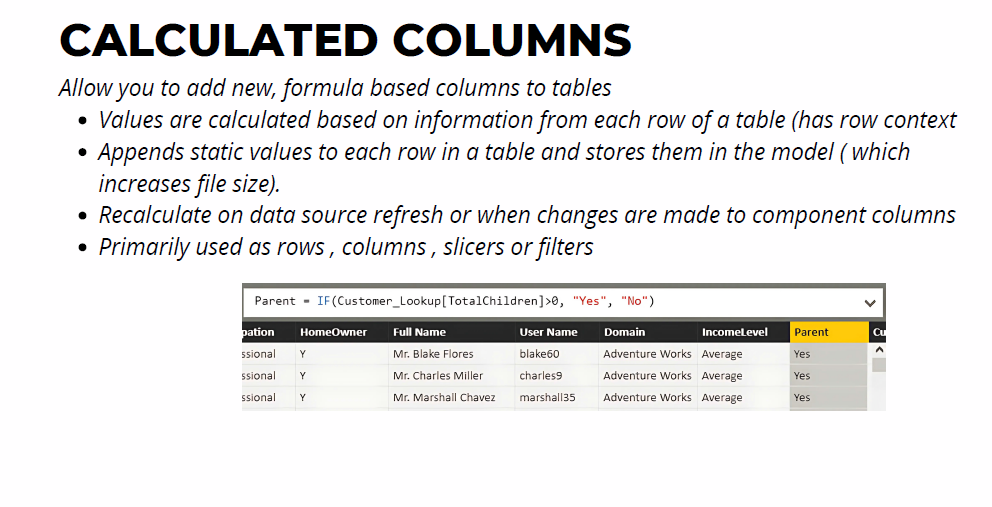 CALCULATED COLUMNS
Allow you to add new, formula based columns to tables
• Values are calculated based on information from each row of a table (has row context
• Appends static values to each row in a table and stores them in the model ( which
increases file size).
• Recalculate on data source refresh or when changes are made to component columns
• Primarily used as rows , columns , slicers or filters
Parent = IF(Customer_Lookup[TotalChildren]>0, "Yes", "No")
pation HomeOwner Full Name User Name Domain IncomeLevel Parent Cu
ssional Y Mr. Blake Flores blake60 Adventure Works Average Yes
ssional Y Mr. Charles Miller charles9 Adventure Works Average Yes
ssional Y Mr. Marshall Chavez marshall35 Adventure Works Average Yes